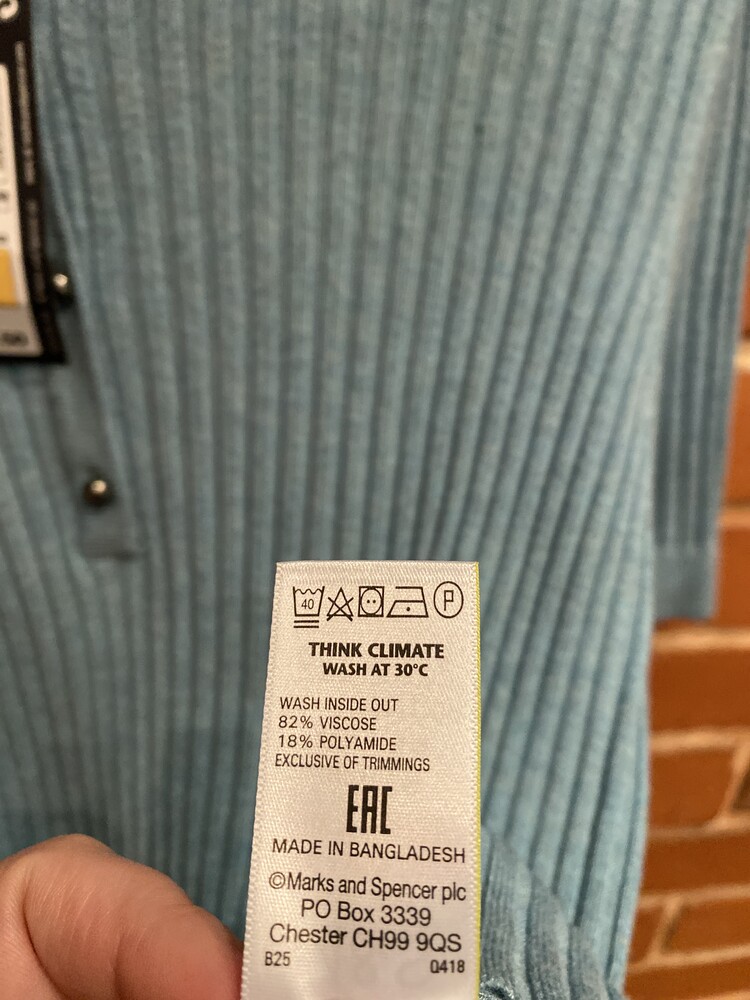 40
P
THINK CLIMATE
WASH AT 30°C
WASH INSIDE OUT
82% VISCOSE
18% POLYAMIDE
EXCLUSIVE OF TRIMMINGS
EAC
MADE IN BANGLADESH
©Marks and Spencer plc
PO Box 3339
Chester CH99 9QS
B25 0418